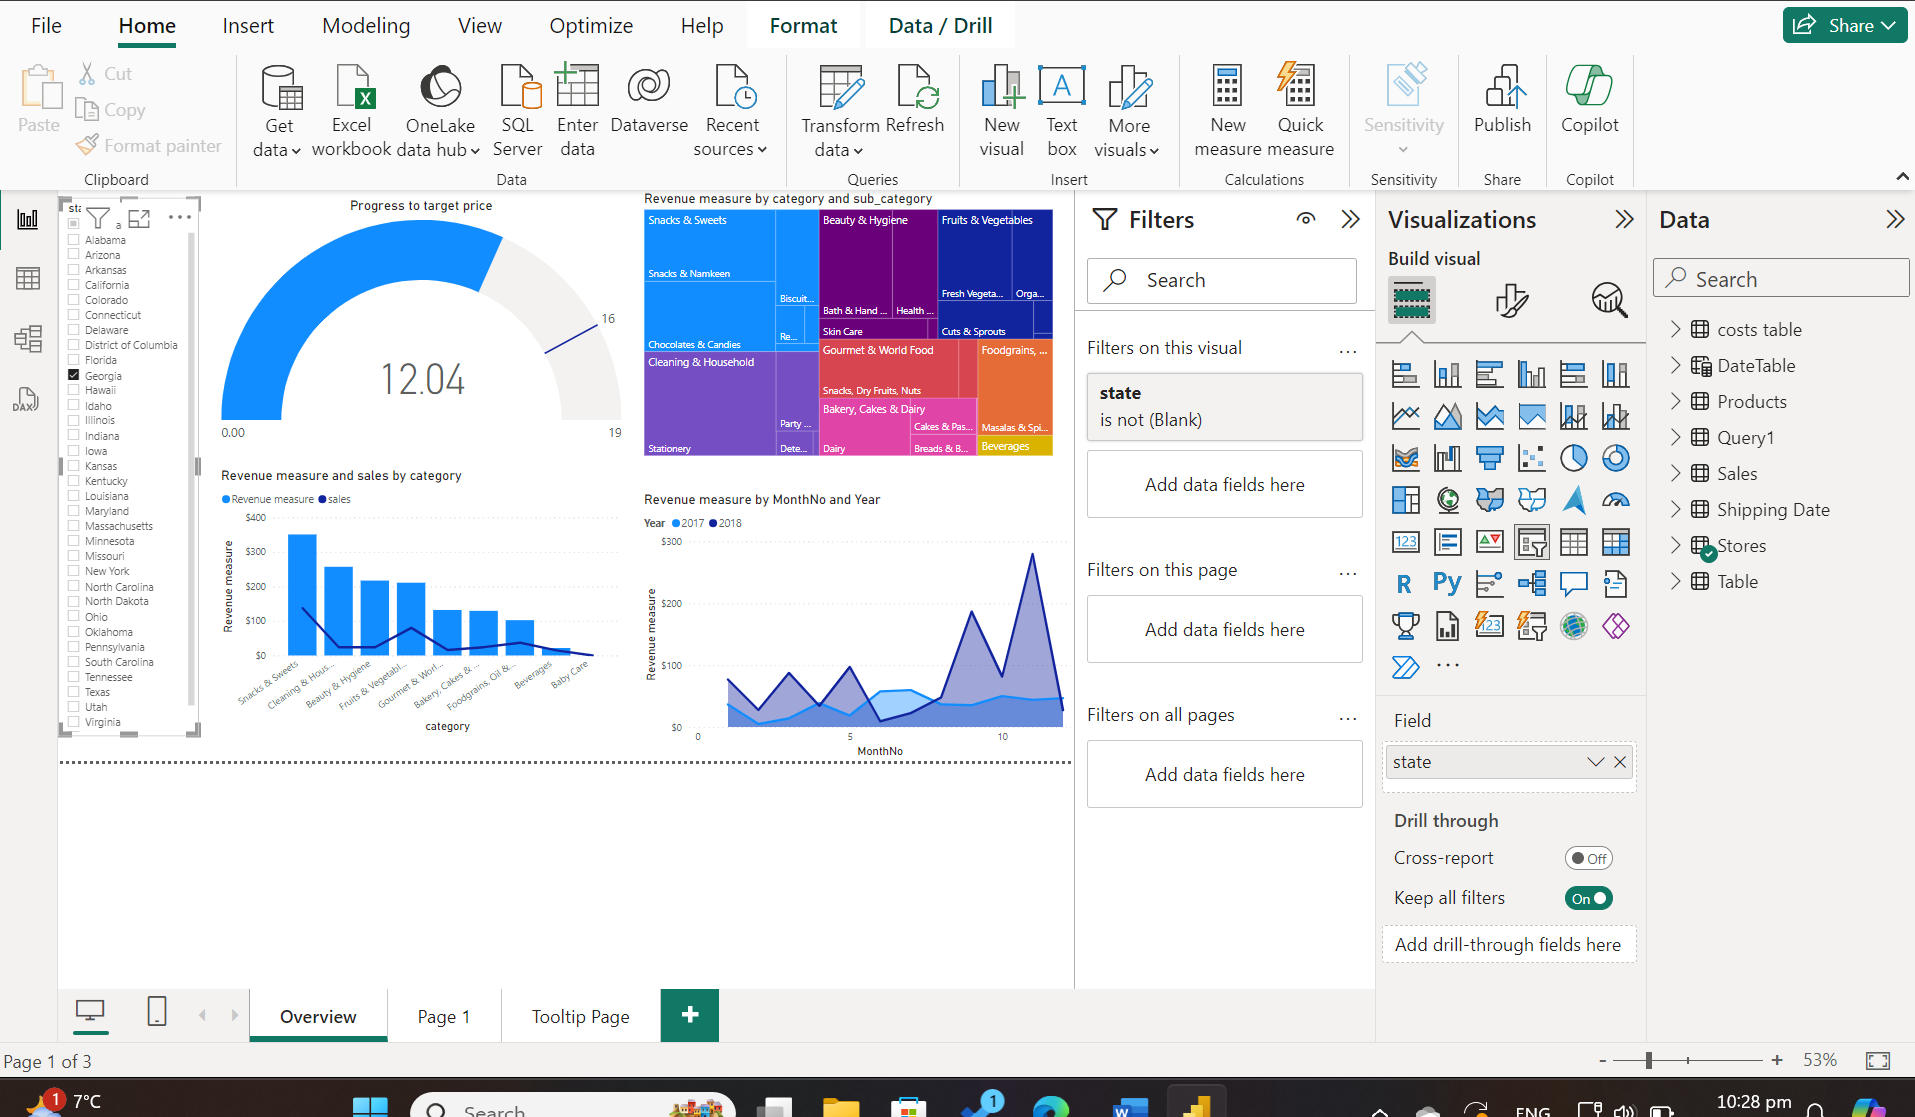 File Home Insert Modeling View Optimize Help Format Data / Drill Share
Paste
Cut
Copy
Format painter
Clipboard
Get data
Excel workbook
OneLake data hub
SQL Server
Enter data
Dataverse
Recent sources
Data
Transform data
Refresh
Queries
New visual
Text box
More visuals
Insert
New measure
Quick measure
Calculations
Sensitivity
Sensitivity
Publish
Share
Copilot
Copilot
Alabama
Arizona
Arkansas
California
Colorado
Connecticut
Delaware
District of Columbia
Florida
Georgia
Hawaii
Idaho
Illinois
Indiana
Iowa
Kansas
Kentucky
Louisiana
Maryland
Massachusetts
Minnesota
Missouri
New York
North Carolina
North Dakota
Ohio
Oklahoma
Pennsylvania
South Carolina
Tennessee
Texas
Utah
Virginia
Progress to target price
16
12.04
0.00
19
Revenue measure by category and sub_category
Snacks & Sweets
Snacks & Namkeen
Chocolates & Candies
Biscuit...
Re...
Cleaning & Household
Stationery
Party ...
Dete...
Beauty & Hygiene
Bath & Hand ...
Health ...
Skin Care
Fruits & Vegetables
Fresh Vegeta...
Orga...
Cuts & Sprouts
Gourmet & World Food
Snacks, Dry Fruits, Nuts
Bakery, Cakes & Dairy
Dairy
Cakes & Pas...
Breads & B...
Foodgrains, ...
Masalas & Spi...
Beverages
Revenue measure and sales by category
Revenue measure sales
Revenue measure
$400
$300
$200
$100
$0
Snacks & Sweets
Cleaning & Hous...
Beauty & Hygiene
Fruits & Vegetabl...
Gourmet & Worl...
Bakery, Cakes & ...
Foodgrains, Oil &...
Beverages
Baby Care
category
Revenue measure by MonthNo and Year
Year 2017 2018
Revenue measure
$300
$200
$100
$0
0 5 10
MonthNo
Filters
Search
Filters on this visual ...
state
is not (Blank)
Add data fields here
Filters on this page ...
Add data fields here
Filters on all pages ...
Add data fields here
Visualizations
Build visual
123
R
Py
123
...
Field
state
Drill through
Cross-report Off
Keep all filters On
Add drill-through fields here
Data
Search
costs table
DateTable
Products
Query1
Sales
Shipping Date
Stores
Table
DAX
Overview Page 1 Tooltip Page +
Page 1 of 3
- + 53%
1 7°C
Search
1
ENG
10:28 pm